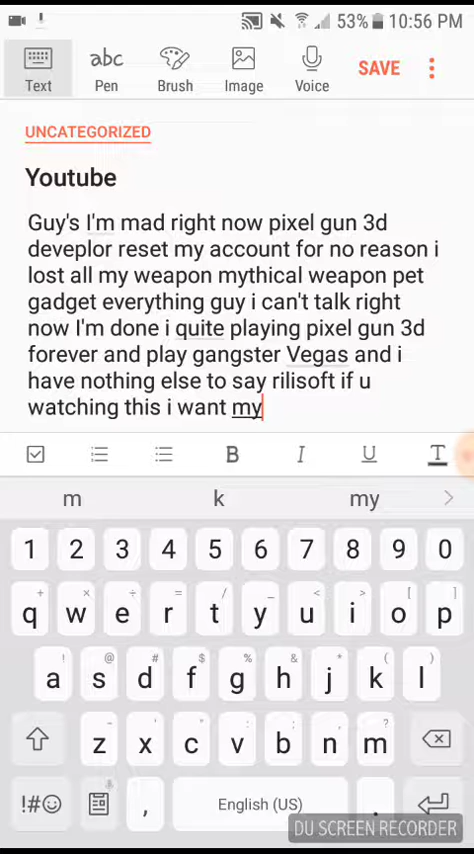 53% 10:56 PM
Text Pen Brush Image Voice SAVE
abc
UNCATEGORIZED
Youtube
Guy's I'm mad right now pixel gun 3d
deveplor reset my account for no reason i
lost all my weapon mythical weapon pet
gadget everything guy i can't talk right
now I'm done i quite playing pixel gun 3d
forever and play gangster Vegas and i
have nothing else to say rilisoft if u
watching this i want my
B I U T
m k my
1 2 3 4 5 6 7 8 9 0
+ × ÷ = / _ < > [ ]
q w e r t y u i o p
! @ # $ % ^ & * ( )
a s d f g h j k l
- ' " : ; , ?
z x c v b n m
!#☺ , English (US) .
DU SCREEN RECORDER